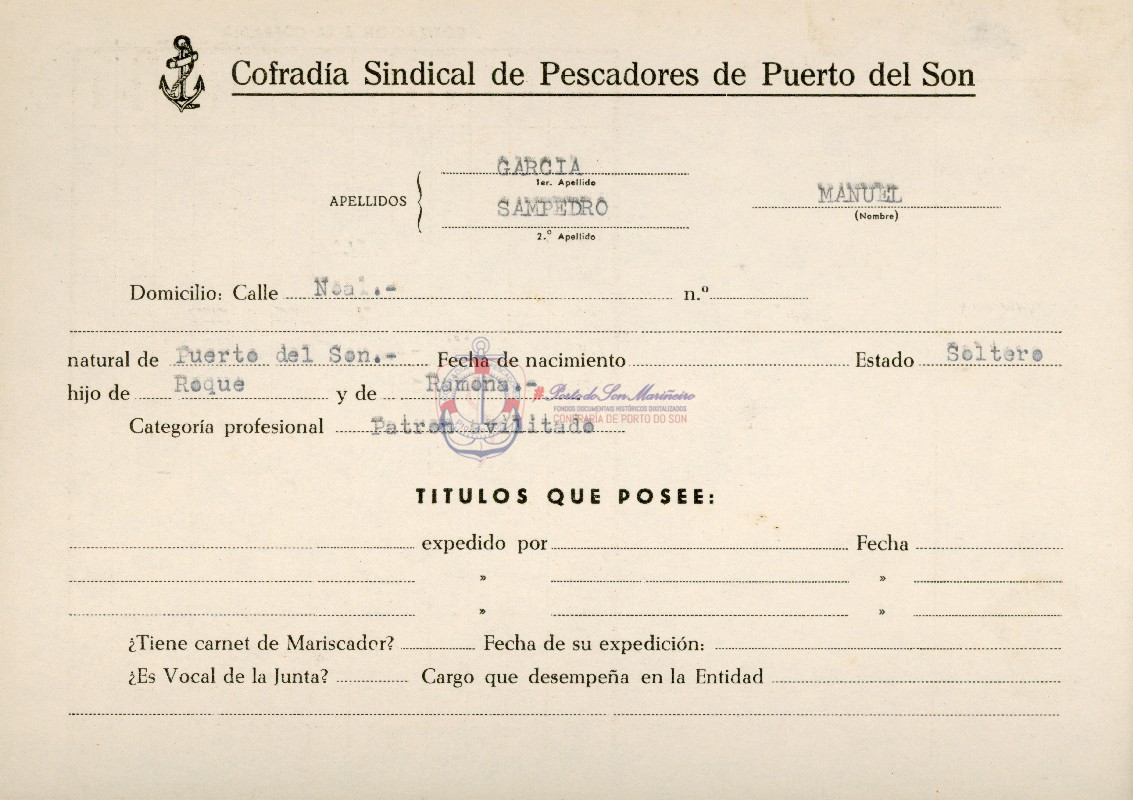 Cofradía Sindical de Pescadores de Puerto del Son
GARCIA
1er. Apellido
APELLIDOS
SAMPEDRO
2.º Apellido
MANUEL
(Nombre)
Domicilio: Calle Noal.- n.º
natural de Puerto del Son.- Fecha de nacimiento Estado Soltero
hijo de Roque y de Ramona.-
#Porto do Son Mariñeiro
FONDOS DOCUMENTAIS HISTÓRICOS DIXITALIZADOS
CONFRARÍA DE PORTO DO SON
Categoría profesional Patron avilitado
TITULOS QUE POSEE:
expedido por Fecha
» »
» »
¿Tiene carnet de Mariscador? Fecha de su expedición:
¿Es Vocal de la Junta? Cargo que desempeña en la Entidad